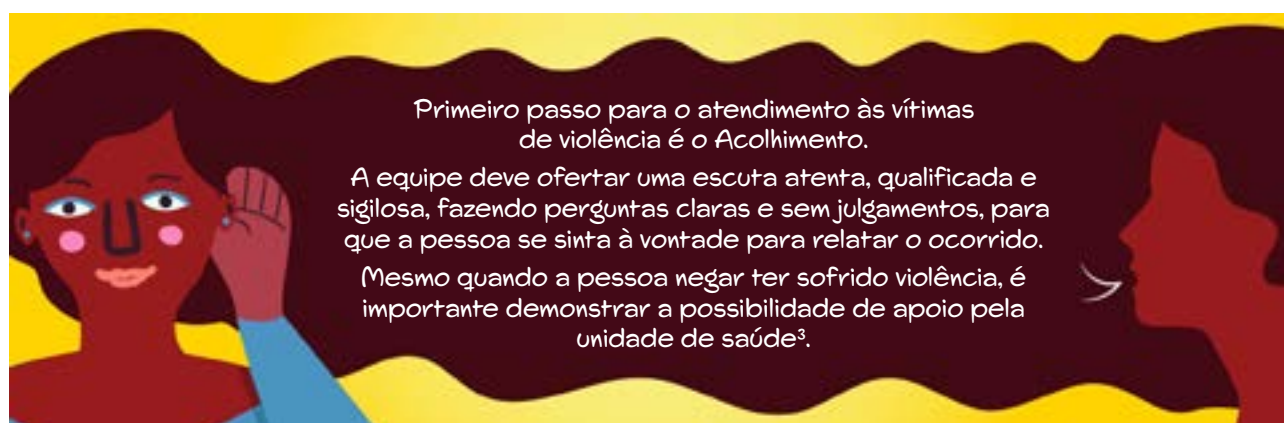 Primeiro passo para o atendimento às vítimas
de violência é o Acolhimento.
A equipe deve ofertar uma escuta atenta, qualificada e
sigilosa, fazendo perguntas claras e sem julgamentos, para
que a pessoa se sinta à vontade para relatar o ocorrido.
Mesmo quando a pessoa negar ter sofrido violência, é
importante demonstrar a possibilidade de apoio pela
unidade de saúde³.